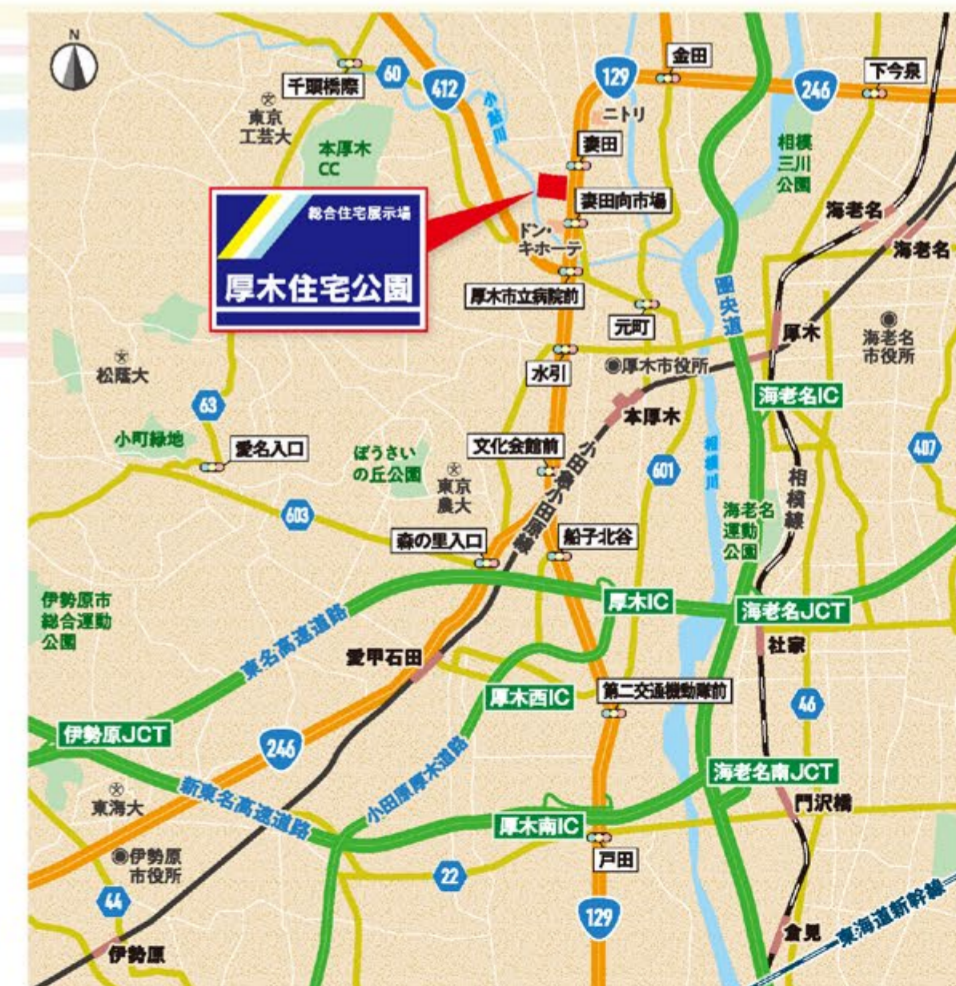 N
金田
129
下今泉
千頭橋際
60
412
246
東京
工芸大
小鮎川
ニトリ
本厚木
CC
妻田
相模
三川
公園
総合住宅展示場
厚木住宅公園
妻田向市場
海老名
海老名
ドン・
キホーテ
厚木市立病院前
元町
圏央道
厚木
海老名
市役所
松蔭大
水引
厚木市役所
海老名IC
63
本厚木
小町緑地
愛名入口
ぼうさい
の丘公園
文化会館前
小田急小田原線
601
相模川
407
東京
農大
相模線
603
海老名
運動
公園
森の里入口
船子北谷
伊勢原市
総合運動
公園
東名高速道路
厚木IC
海老名JCT
愛甲石田
社家
厚木西IC
第二交通機動隊前
46
伊勢原JCT
246
小田原厚木道路
海老名南JCT
東海大
新東名高速道路
門沢橋
厚木南IC
伊勢原
市役所
戸田
22
44
129
倉見
東海道新幹線
伊勢原